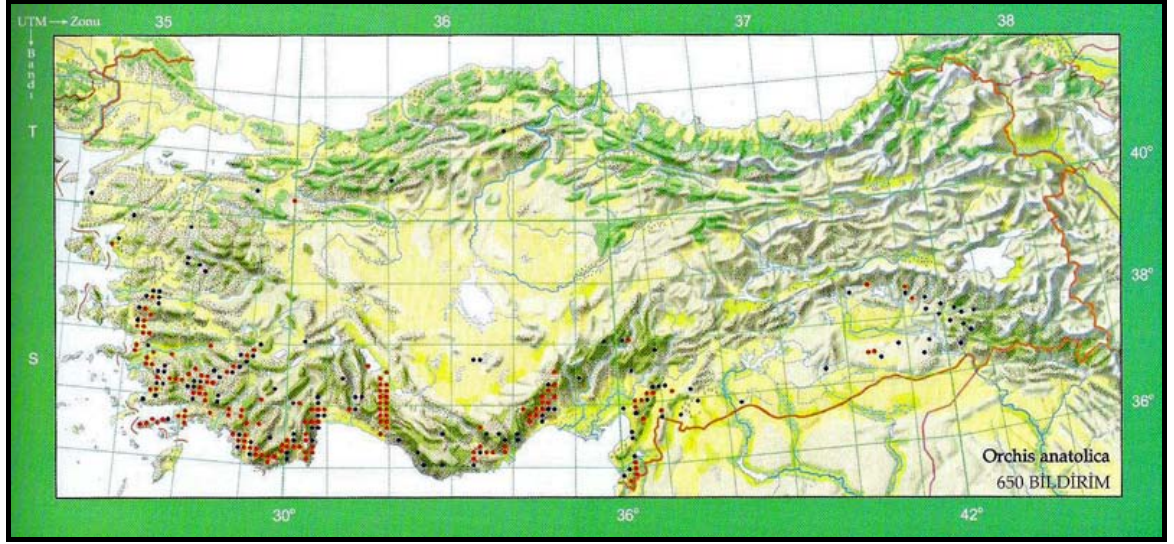 UTM → Zonu 35 36 37 38
Bandı
T
40°
38°
S
36°
Orchis anatolica
650 BİLDİRİM
30° 36° 42°